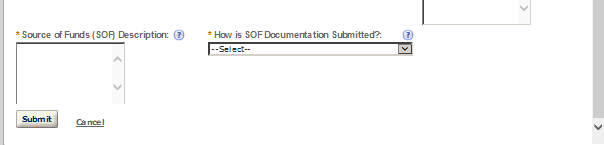 * Source of Funds (SOF) Description: ? * How is SOF Documentation Submitted?: ?
--Select--
Submit Cancel